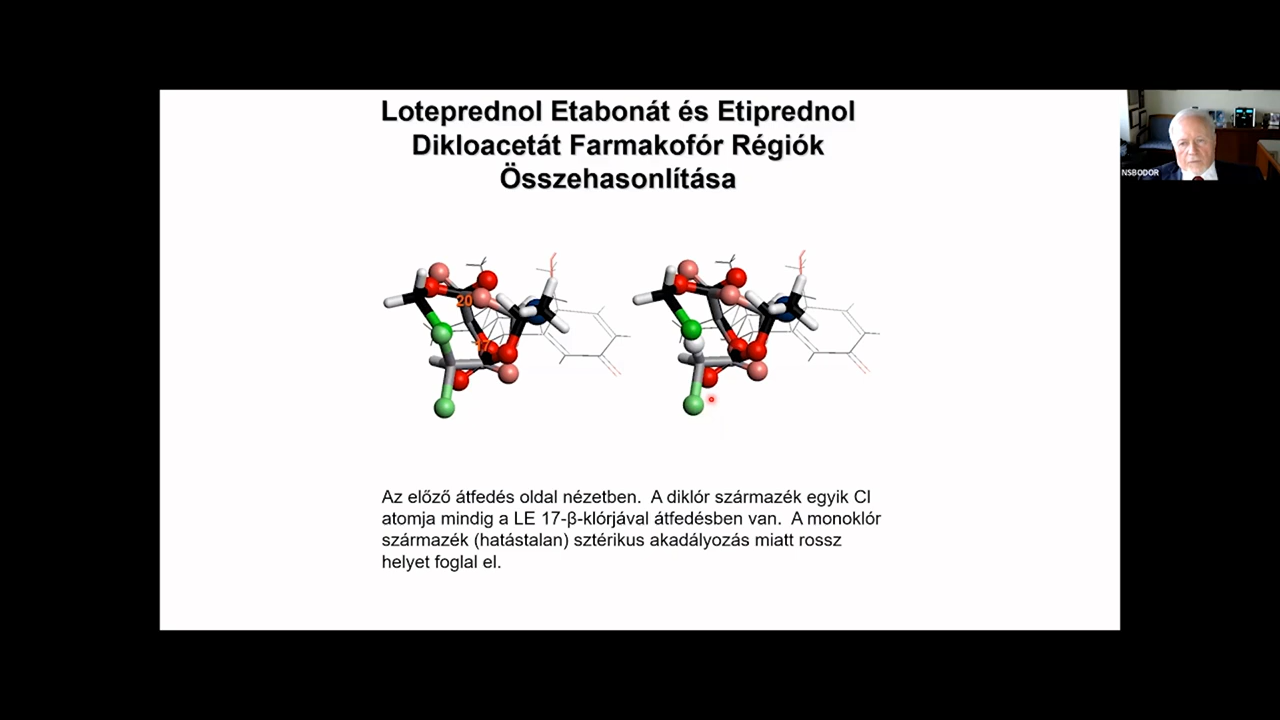 Loteprednol Etabonát és Etiprednol
Dikloacetát Farmakofór Régiók
Összehasonlítása
NSBODOR
20
17
Az előző átfedés oldal nézetben. A diklór származék egyik Cl
atomja mindig a LE 17-β-klórjával átfedésben van. A monoklór
származék (hatástalan) sztérikus akadályozás miatt rossz
helyet foglal el.